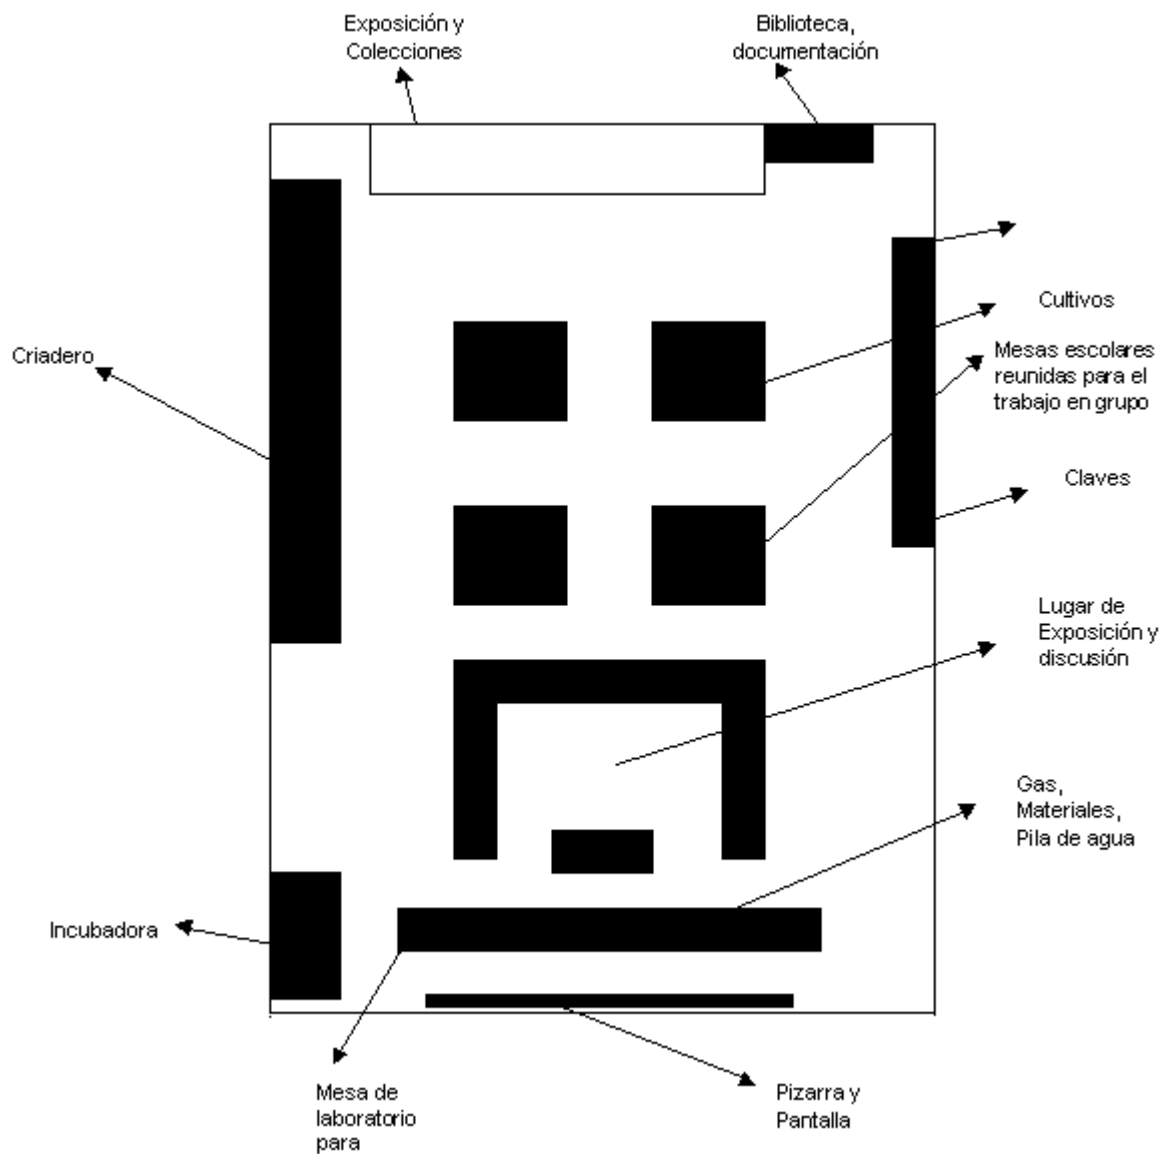 Exposición y
Colecciones
Biblioteca,
documentación
Cultivos
Criadero
Mesas escolares
reunidas para el
trabajo en grupo
Claves
Lugar de
Exposición y
discusión
Gas,
Materiales,
Pila de agua
Incubadora
Mesa de
laboratorio
para
Pizarra y
Pantalla